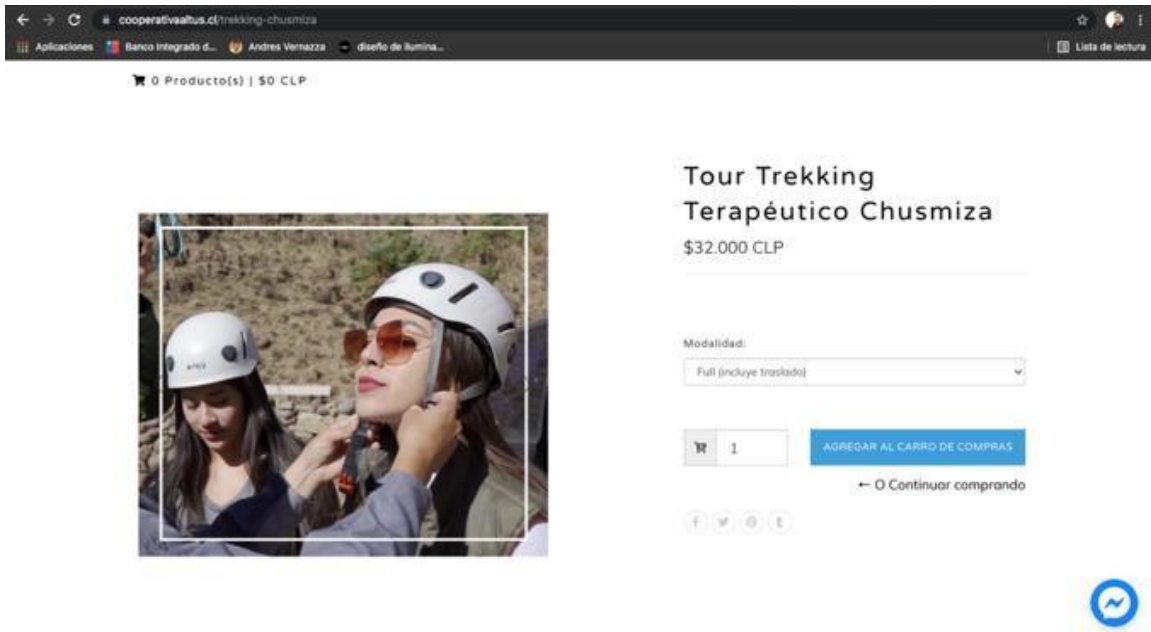 cooperativaaltus.cl/trekking-chusmiza
Aplicaciones Banco Integrado d... Andres Vernazza diseño de ilumina... Lista de lectura
0 Producto(s) | $0 CLP
Tour Trekking
Terapéutico Chusmiza
$32.000 CLP
Modalidad:
Full (incluye traslado)
1
AGREGAR AL CARRO DE COMPRAS
← O Continuar comprando